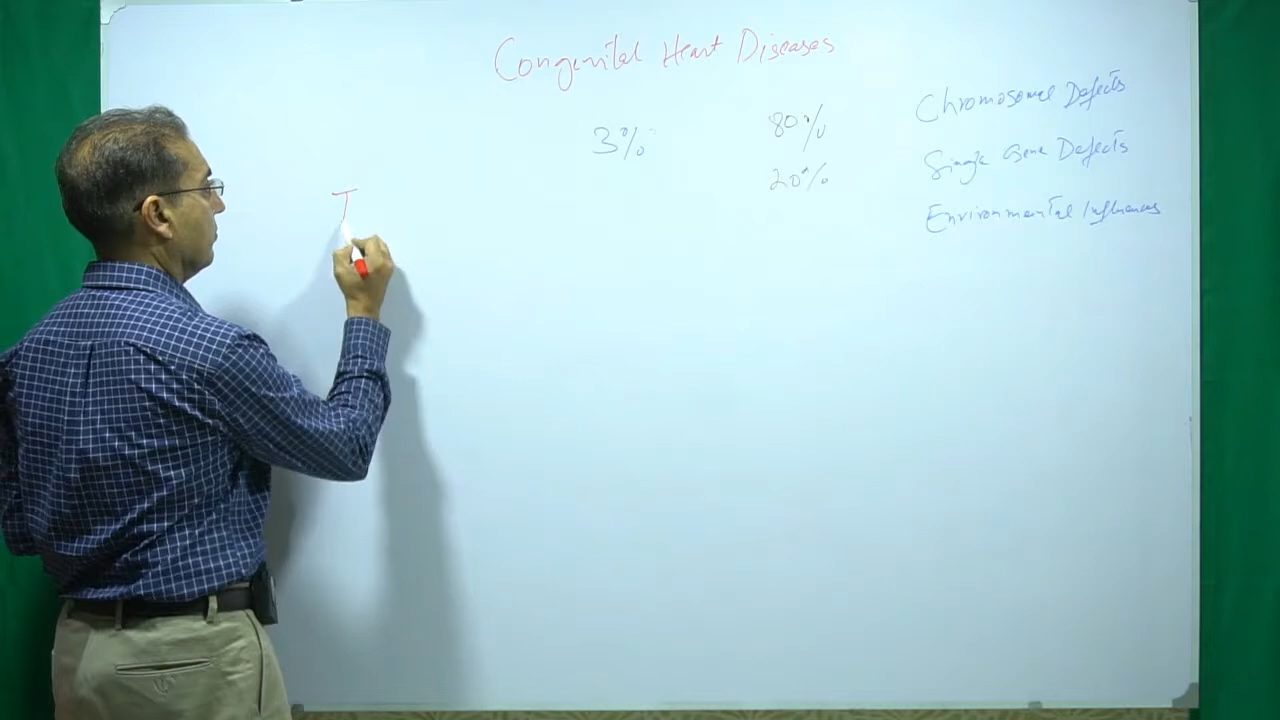 Congenital Heart Diseases
3%
80%
20%
Chromosomal Defects
Single Gene Defects
Environmental Influences
T